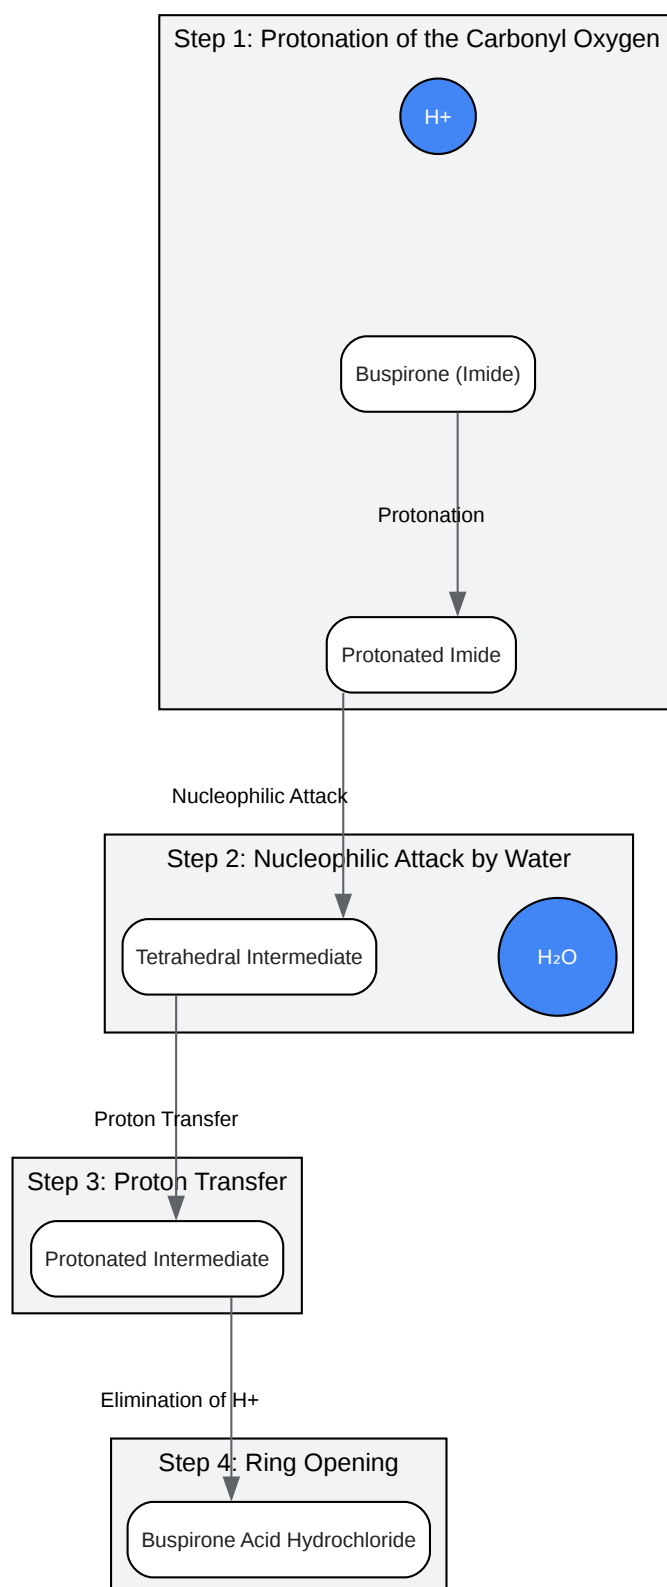 Step 1: Protonation of the Carbonyl Oxygen
H+
Buspirone (Imide)
Protonation
Protonated Imide
Nucleophilic Attack
Step 2: Nucleophilic Attack by Water
Tetrahedral Intermediate
H₂O
Proton Transfer
Step 3: Proton Transfer
Protonated Intermediate
Elimination of H+
Step 4: Ring Opening
Buspirone Acid Hydrochloride